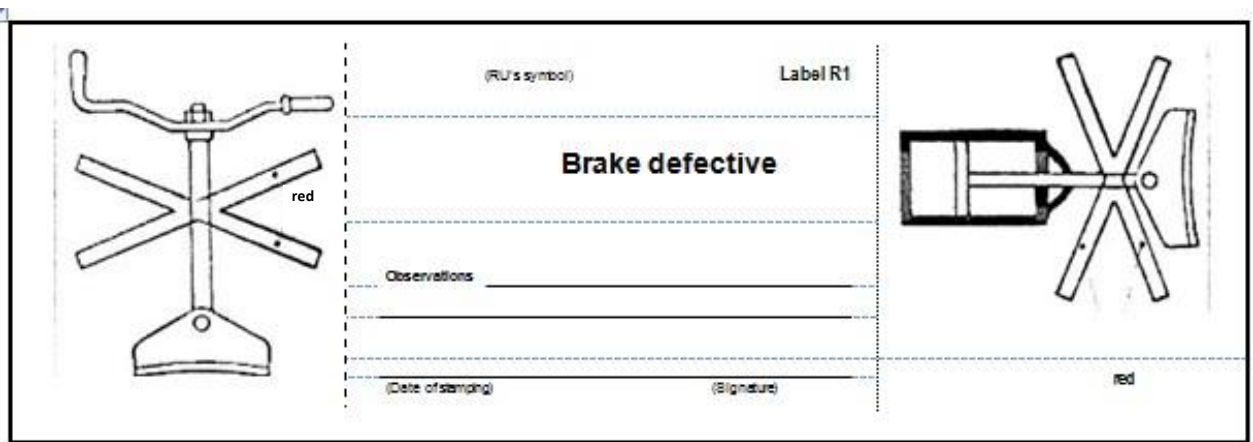 (RU's symbol) Label R1
Brake defective
red
Observations
(Date of stamping) (Signature)
red